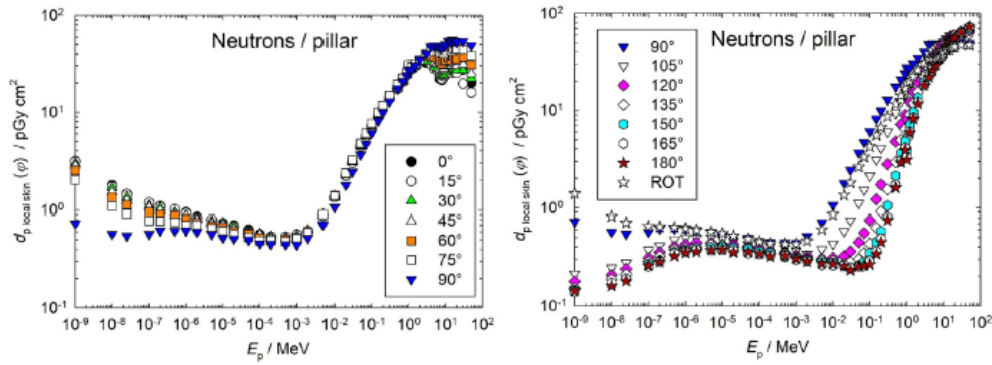 Neutrons / pillar
d p local skin (φ) / pGy cm²
10²
10¹
10⁰
10⁻¹
0°
15°
30°
45°
60°
75°
90°
10⁻⁹ 10⁻⁸ 10⁻⁷ 10⁻⁶ 10⁻⁵ 10⁻⁴ 10⁻³ 10⁻² 10⁻¹ 10⁰ 10¹ 10²
Eₚ / MeV
Neutrons / pillar
d p local skin (φ) / pGy cm²
10²
10¹
10⁰
10⁻¹
90°
105°
120°
135°
150°
165°
180°
ROT
10⁻⁹ 10⁻⁸ 10⁻⁷ 10⁻⁶ 10⁻⁵ 10⁻⁴ 10⁻³ 10⁻² 10⁻¹ 10⁰ 10¹ 10²
Eₚ / MeV